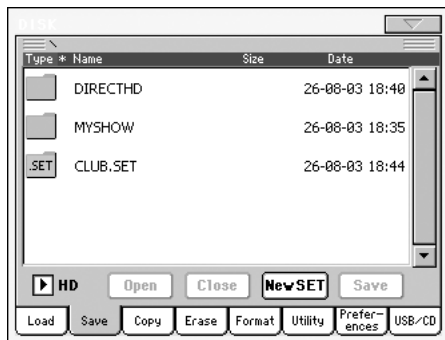 DISK
Type * Name Size Date
DIRECTHD 26-08-03 18:40
MYSHOW 26-08-03 18:35
.SET CLUB.SET 26-08-03 18:44
HD Open Close New SET Save
Load Save Copy Erase Format Utility Prefer-ences USB/CD